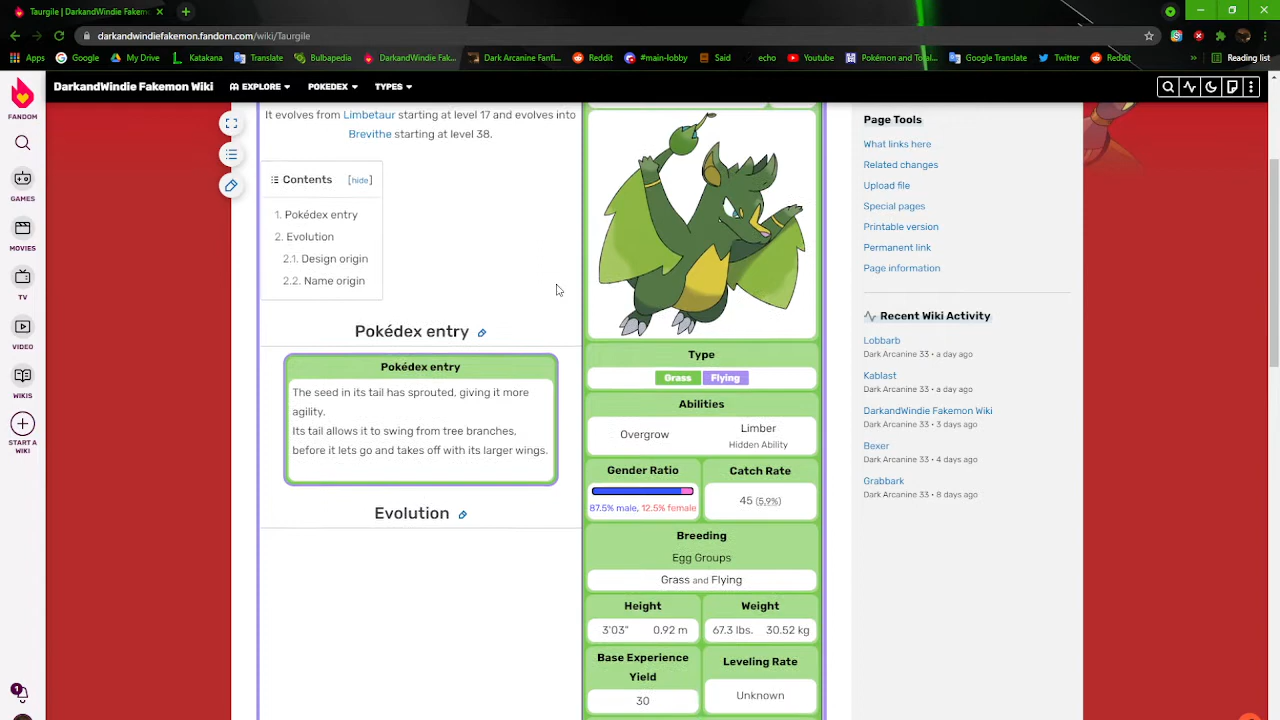 Taurgile | DarkandWindie Fakem
darkandwindiefakemon.fandom.com/wiki/Taurgile
Apps Google My Drive Katakana Translate Bulbapedia DarkandWindie Fak... Dark Arcanine Fanfi... Reddit #main-lobby Said echo Youtube Pokémon and Total... Google Translate Twitter Reddit » Reading list
DarkandWindie Fakemon Wiki EXPLORE POKEDEX TYPES
FANDOM
GAMES
MOVIES
TV
VIDEO
WIKIS
START A
WIKI
1
It evolves from Limbetaur starting at level 17 and evolves into
Brevithe starting at level 38.
Contents [hide]
1. Pokédex entry
2. Evolution
2.1. Design origin
2.2. Name origin
Pokédex entry
Pokédex entry
The seed in its tail has sprouted, giving it more
agility.
Its tail allows it to swing from tree branches,
before it lets go and takes off with its larger wings.
Evolution
Type
Grass Flying
Abilities
Overgrow
Limber
Hidden Ability
Gender Ratio
87.5% male, 12.5% female
Catch Rate
45 (5.9%)
Breeding
Egg Groups
Grass and Flying
Height
3'03" 0.92 m
Weight
67.3 lbs. 30.52 kg
Base Experience
Yield
30
Leveling Rate
Unknown
Page Tools
What links here
Related changes
Upload file
Special pages
Printable version
Permanent link
Page information
Recent Wiki Activity
Lobbarb
Dark Arcanine 33 • a day ago
Kablast
Dark Arcanine 33 • a day ago
DarkandWindie Fakemon Wiki
Dark Arcanine 33 • 3 days ago
Bexer
Dark Arcanine 33 • 4 days ago
Grabbark
Dark Arcanine 33 • 8 days ago